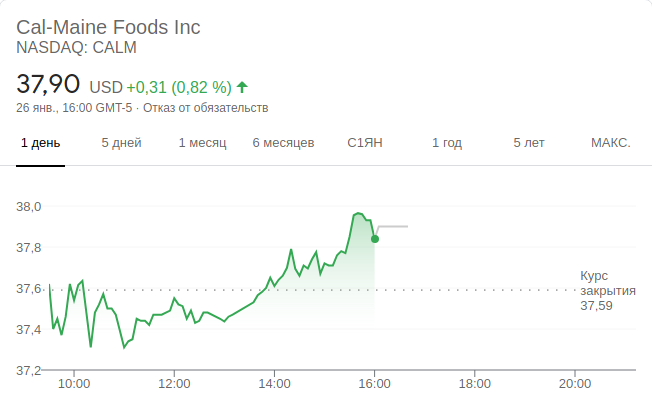 Cal-Maine Foods Inc
NASDAQ: CALM
37,90 USD +0,31 (0,82 %)
26 янв., 16:00 GMT-5 · Отказ от обязательств
1 день 5 дней 1 месяц 6 месяцев С1ЯН 1 год 5 лет МАКС.
38,0
37,8
37,6
37,4
37,2
Курс
закрытия
37,59
10:00 12:00 14:00 16:00 18:00 20:00